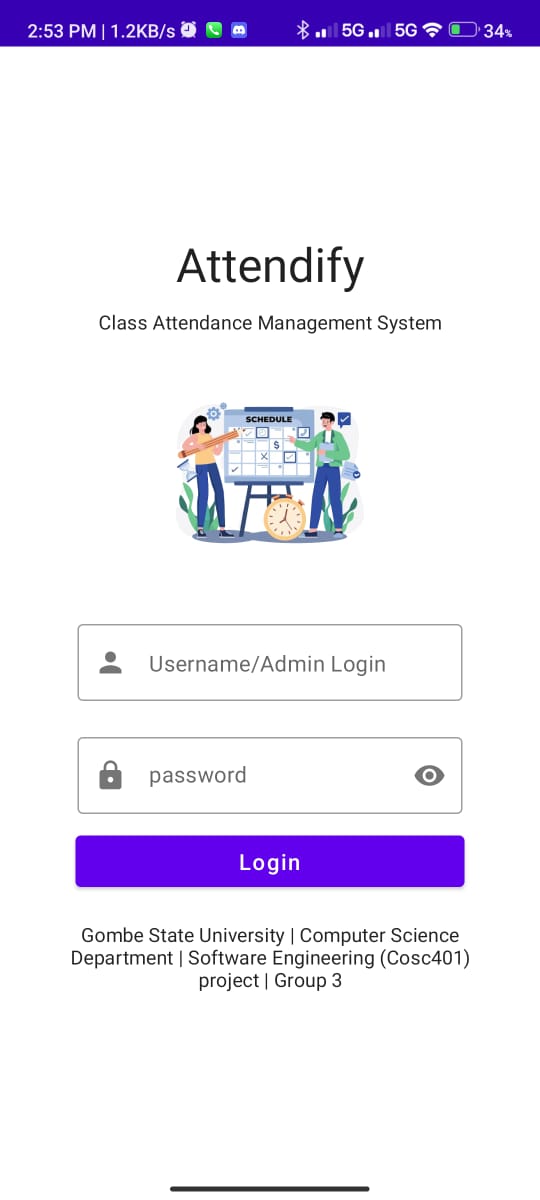 2:53 PM | 1.2KB/s 5G 5G 34%
Attendify
Class Attendance Management System
SCHEDULE
$
Username/Admin Login
password
Login
Gombe State University | Computer Science
Department | Software Engineering (Cosc401)
project | Group 3